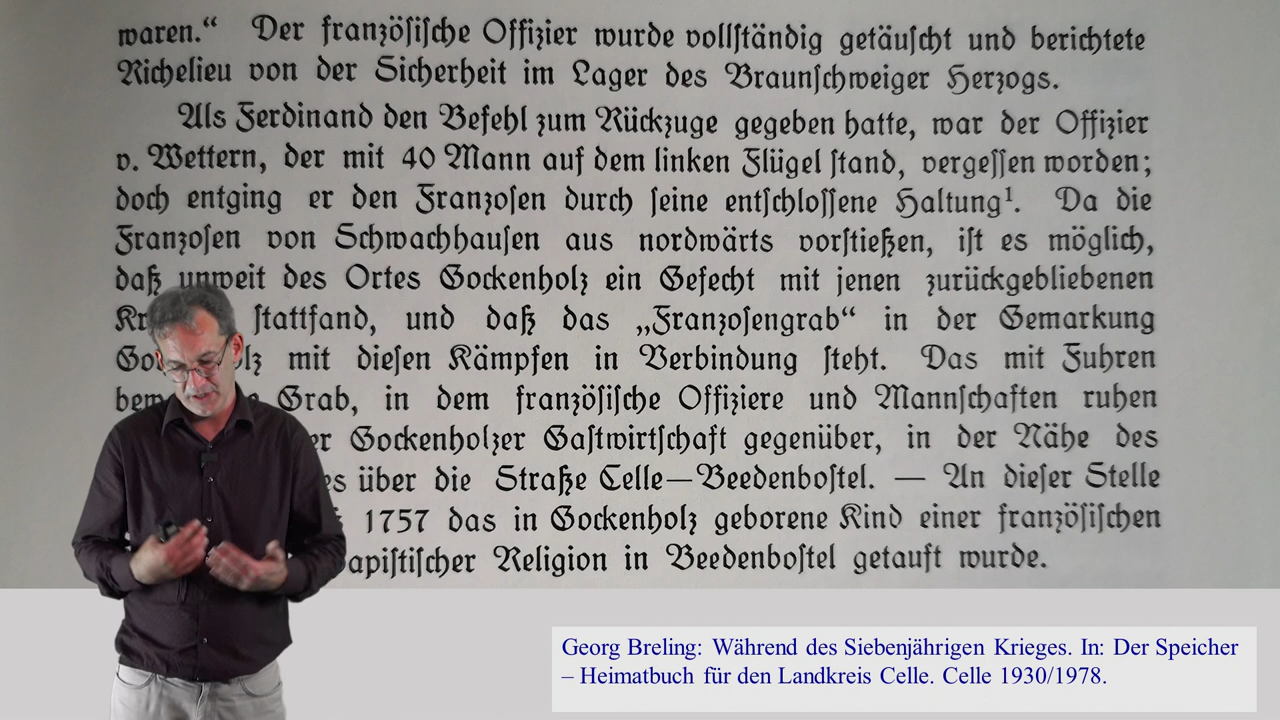 waren.“ Der französiſche Offizier wurde vollſtändig getäuſcht und berichtete
Richelieu von der Sicherheit im Lager des Braunſchweiger Herzogs.
Als Ferdinand den Befehl zum Rückzuge gegeben hatte, war der Offizier
v. Wettern, der mit 40 Mann auf dem linken Flügel ſtand, vergeſſen worden;
doch entging er den Franzoſen durch ſeine entſchloſſene Haltung¹. Da die
Franzoſen von Schwachhauſen aus nordwärts vorſtießen, iſt es möglich,
daß unweit des Ortes Gockenholz ein Gefecht mit jenen zurückgebliebenen
ſtattfand, und daß das „Franzoſengrab“ in der Gemarkung
mit dieſen Kämpfen in Verbindung ſteht. Das mit Fuhren
Grab, in dem französiſche Offiziere und Mannſchaften ruhen
Gockenholzer Gaſtwirtſchaft gegenüber, in der Nähe des
über die Straße Celle—Beedenboſtel. — An dieſer Stelle
1757 das in Gockenholz geborene Kind einer französiſchen
Religion in Beedenboſtel getauft wurde.
Georg Breling: Während des Siebenjährigen Krieges. In: Der Speicher
– Heimatbuch für den Landkreis Celle. Celle 1930/1978.